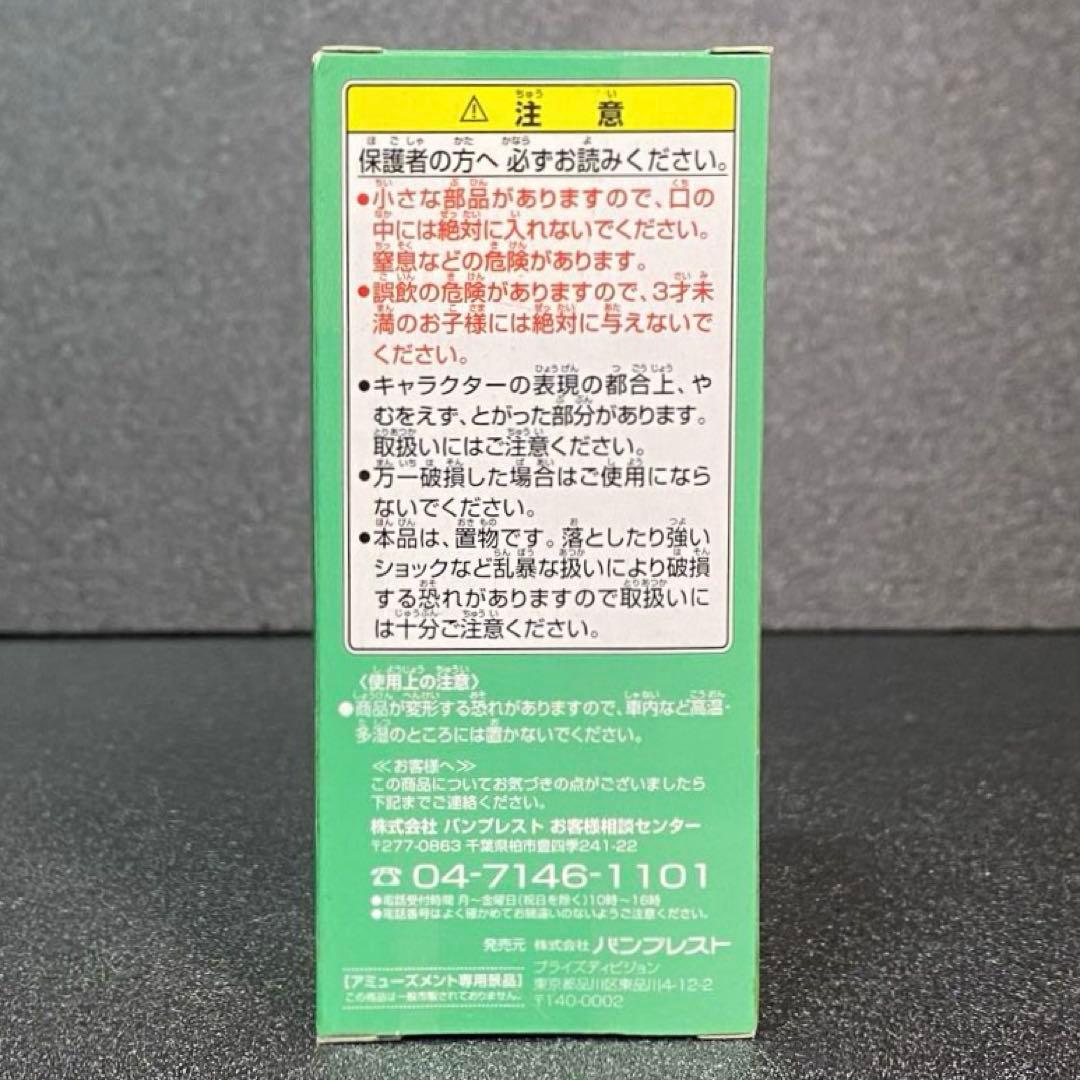 ⚠ 注意
保護者の方へ 必ずお読みください。
●小さな部品がありますので、口の
中には絶対に入れないでください。
窒息などの危険があります。
●誤飲の危険がありますので、3才未
満のお子様には絶対に与えないで
ください。
●キャラクターの表現の都合上、や
むをえず、とがった部分があります。
取扱いにはご注意ください。
●万一破損した場合はご使用になら
ないでください。
●本品は、置物です。落としたり強い
ショックなど乱暴な扱いにより破損
する恐れがありますので取扱いに
は十分ご注意ください。
〈使用上の注意〉
●商品が変形する恐れがありますので、車内など高温・
多湿のところには置かないでください。
≪お客様へ≫
この商品についてお気づきの点がございましたら
下記までご連絡ください。
株式会社 バンプレスト お客様相談センター
〒277-0863 千葉県柏市豊四季241-22
☎ 04-7146-1101
●電話受付時間 月〜金曜日(祝日を除く)10時〜16時
●電話番号はよく確かめてお間違いのないようご注意ください。
発売元 株式会社 バンプレスト
プライズディビジョン
東京都品川区東品川4-12-2
〒140-0002
[アミューズメント専用景品]
この商品は一般市販されておりません。